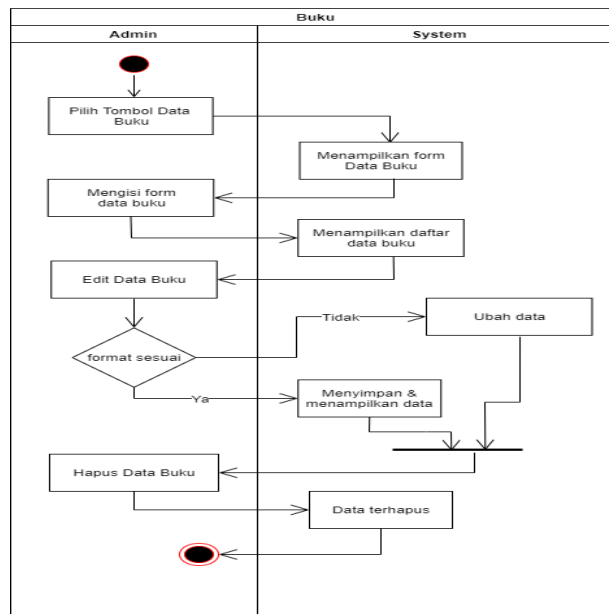 Buku
Admin
System
Pilih Tombol Data
Buku
Menampilkan form
Data Buku
Mengisi form
data buku
Menampilkan daftar
data buku
Edit Data Buku
Tidak
Ubah data
format sesuai
Ya
Menyimpan &
menampilkan data
Hapus Data Buku
Data terhapus